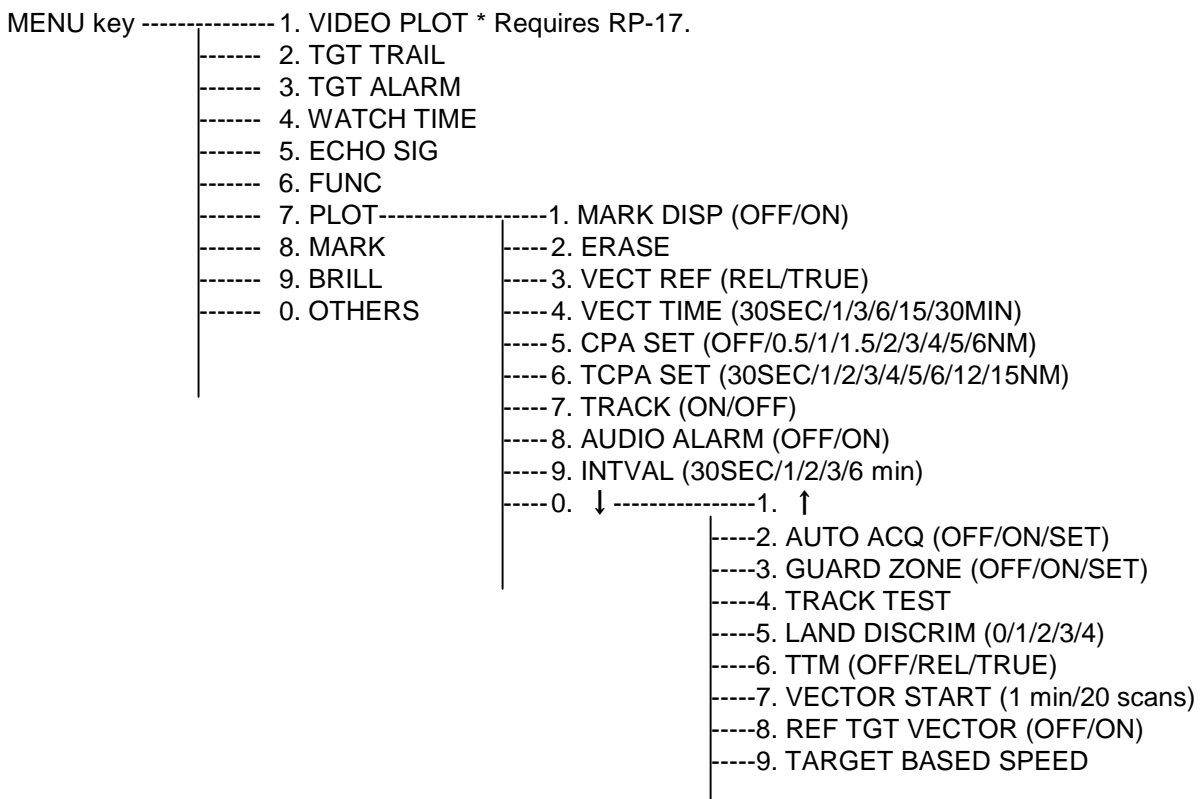 MENU key ---------------1. VIDEO PLOT * Requires RP-17.
------- 2. TGT TRAIL
------- 3. TGT ALARM
------- 4. WATCH TIME
------- 5. ECHO SIG
------- 6. FUNC
------- 7. PLOT-------------------1. MARK DISP (OFF/ON)
------- 8. MARK -----2. ERASE
------- 9. BRILL -----3. VECT REF (REL/TRUE)
------- 0. OTHERS -----4. VECT TIME (30SEC/1/3/6/15/30MIN)
-----5. CPA SET (OFF/0.5/1/1.5/2/3/4/5/6NM)
-----6. TCPA SET (30SEC/1/2/3/4/5/6/12/15NM)
-----7. TRACK (ON/OFF)
-----8. AUDIO ALARM (OFF/ON)
-----9. INTVAL (30SEC/1/2/3/6 min)
-----0. ↓ ----------------1. ↑
-----2. AUTO ACQ (OFF/ON/SET)
-----3. GUARD ZONE (OFF/ON/SET)
-----4. TRACK TEST
-----5. LAND DISCRIM (0/1/2/3/4)
-----6. TTM (OFF/REL/TRUE)
-----7. VECTOR START (1 min/20 scans)
-----8. REF TGT VECTOR (OFF/ON)
-----9. TARGET BASED SPEED